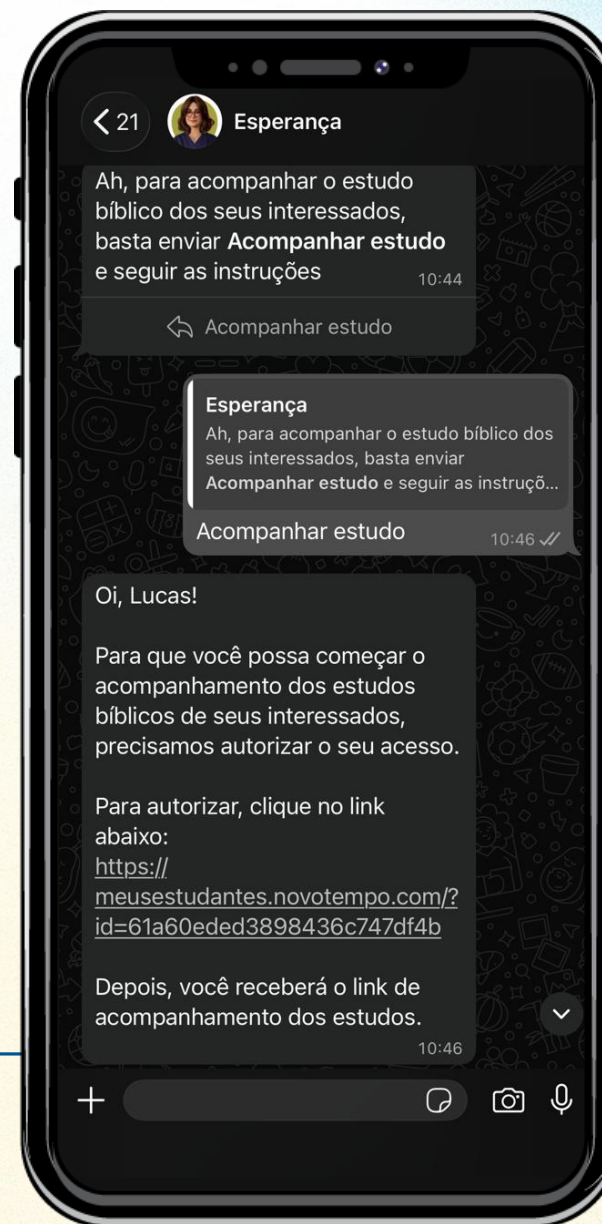 21
Esperança
Ah, para acompanhar o estudo
bíblico dos seus interessados,
basta enviar Acompanhar estudo
e seguir as instruções
10:44
Acompanhar estudo
Esperança
Ah, para acompanhar o estudo bíblico dos
seus interessados, basta enviar
Acompanhar estudo e seguir as instruçõ...
Acompanhar estudo
10:46
Oi, Lucas!
Para que você possa começar o
acompanhamento dos estudos
bíblicos de seus interessados,
precisamos autorizar o seu acesso.
Para autorizar, clique no link
abaixo:
https://
meusestudantes.novotempo.com/?
id=61a60eded3898436c747df4b
Depois, você receberá o link de
acompanhamento dos estudos.
10:46